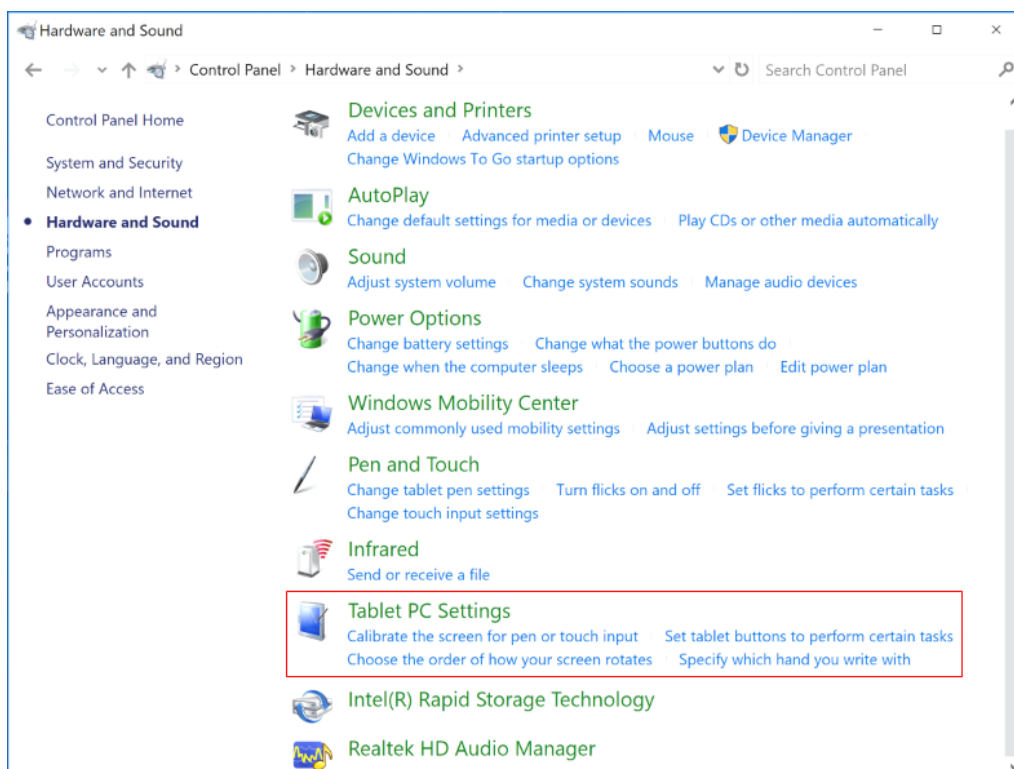 Hardware and Sound
Control Panel > Hardware and Sound >
Search Control Panel
Control Panel Home
System and Security
Network and Internet
Hardware and Sound
Programs
User Accounts
Appearance and
Personalization
Clock, Language, and Region
Ease of Access
Devices and Printers
Add a device Advanced printer setup Mouse Device Manager
Change Windows To Go startup options
AutoPlay
Change default settings for media or devices Play CDs or other media automatically
Sound
Adjust system volume Change system sounds Manage audio devices
Power Options
Change battery settings Change what the power buttons do
Change when the computer sleeps Choose a power plan Edit power plan
Windows Mobility Center
Adjust commonly used mobility settings Adjust settings before giving a presentation
Pen and Touch
Change tablet pen settings Turn flicks on and off Set flicks to perform certain tasks
Change touch input settings
Infrared
Send or receive a file
Tablet PC Settings
Calibrate the screen for pen or touch input Set tablet buttons to perform certain tasks
Choose the order of how your screen rotates Specify which hand you write with
Intel(R) Rapid Storage Technology
Realtek HD Audio Manager